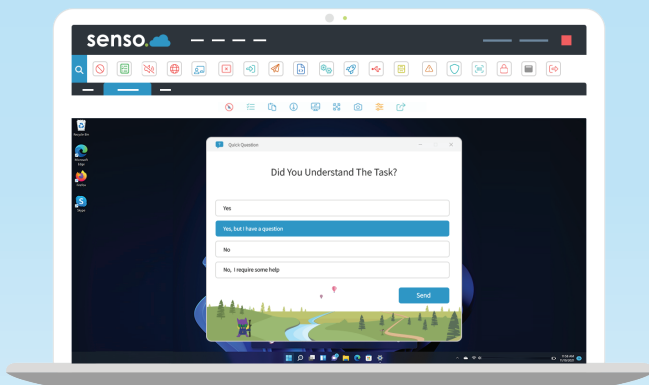 senso.
Recycle Bin
Microsoft
Edge
Firefox
Skype
Quick Question
Did You Understand The Task?
Yes
Yes, but I have a question
No
No, I require some help
Send